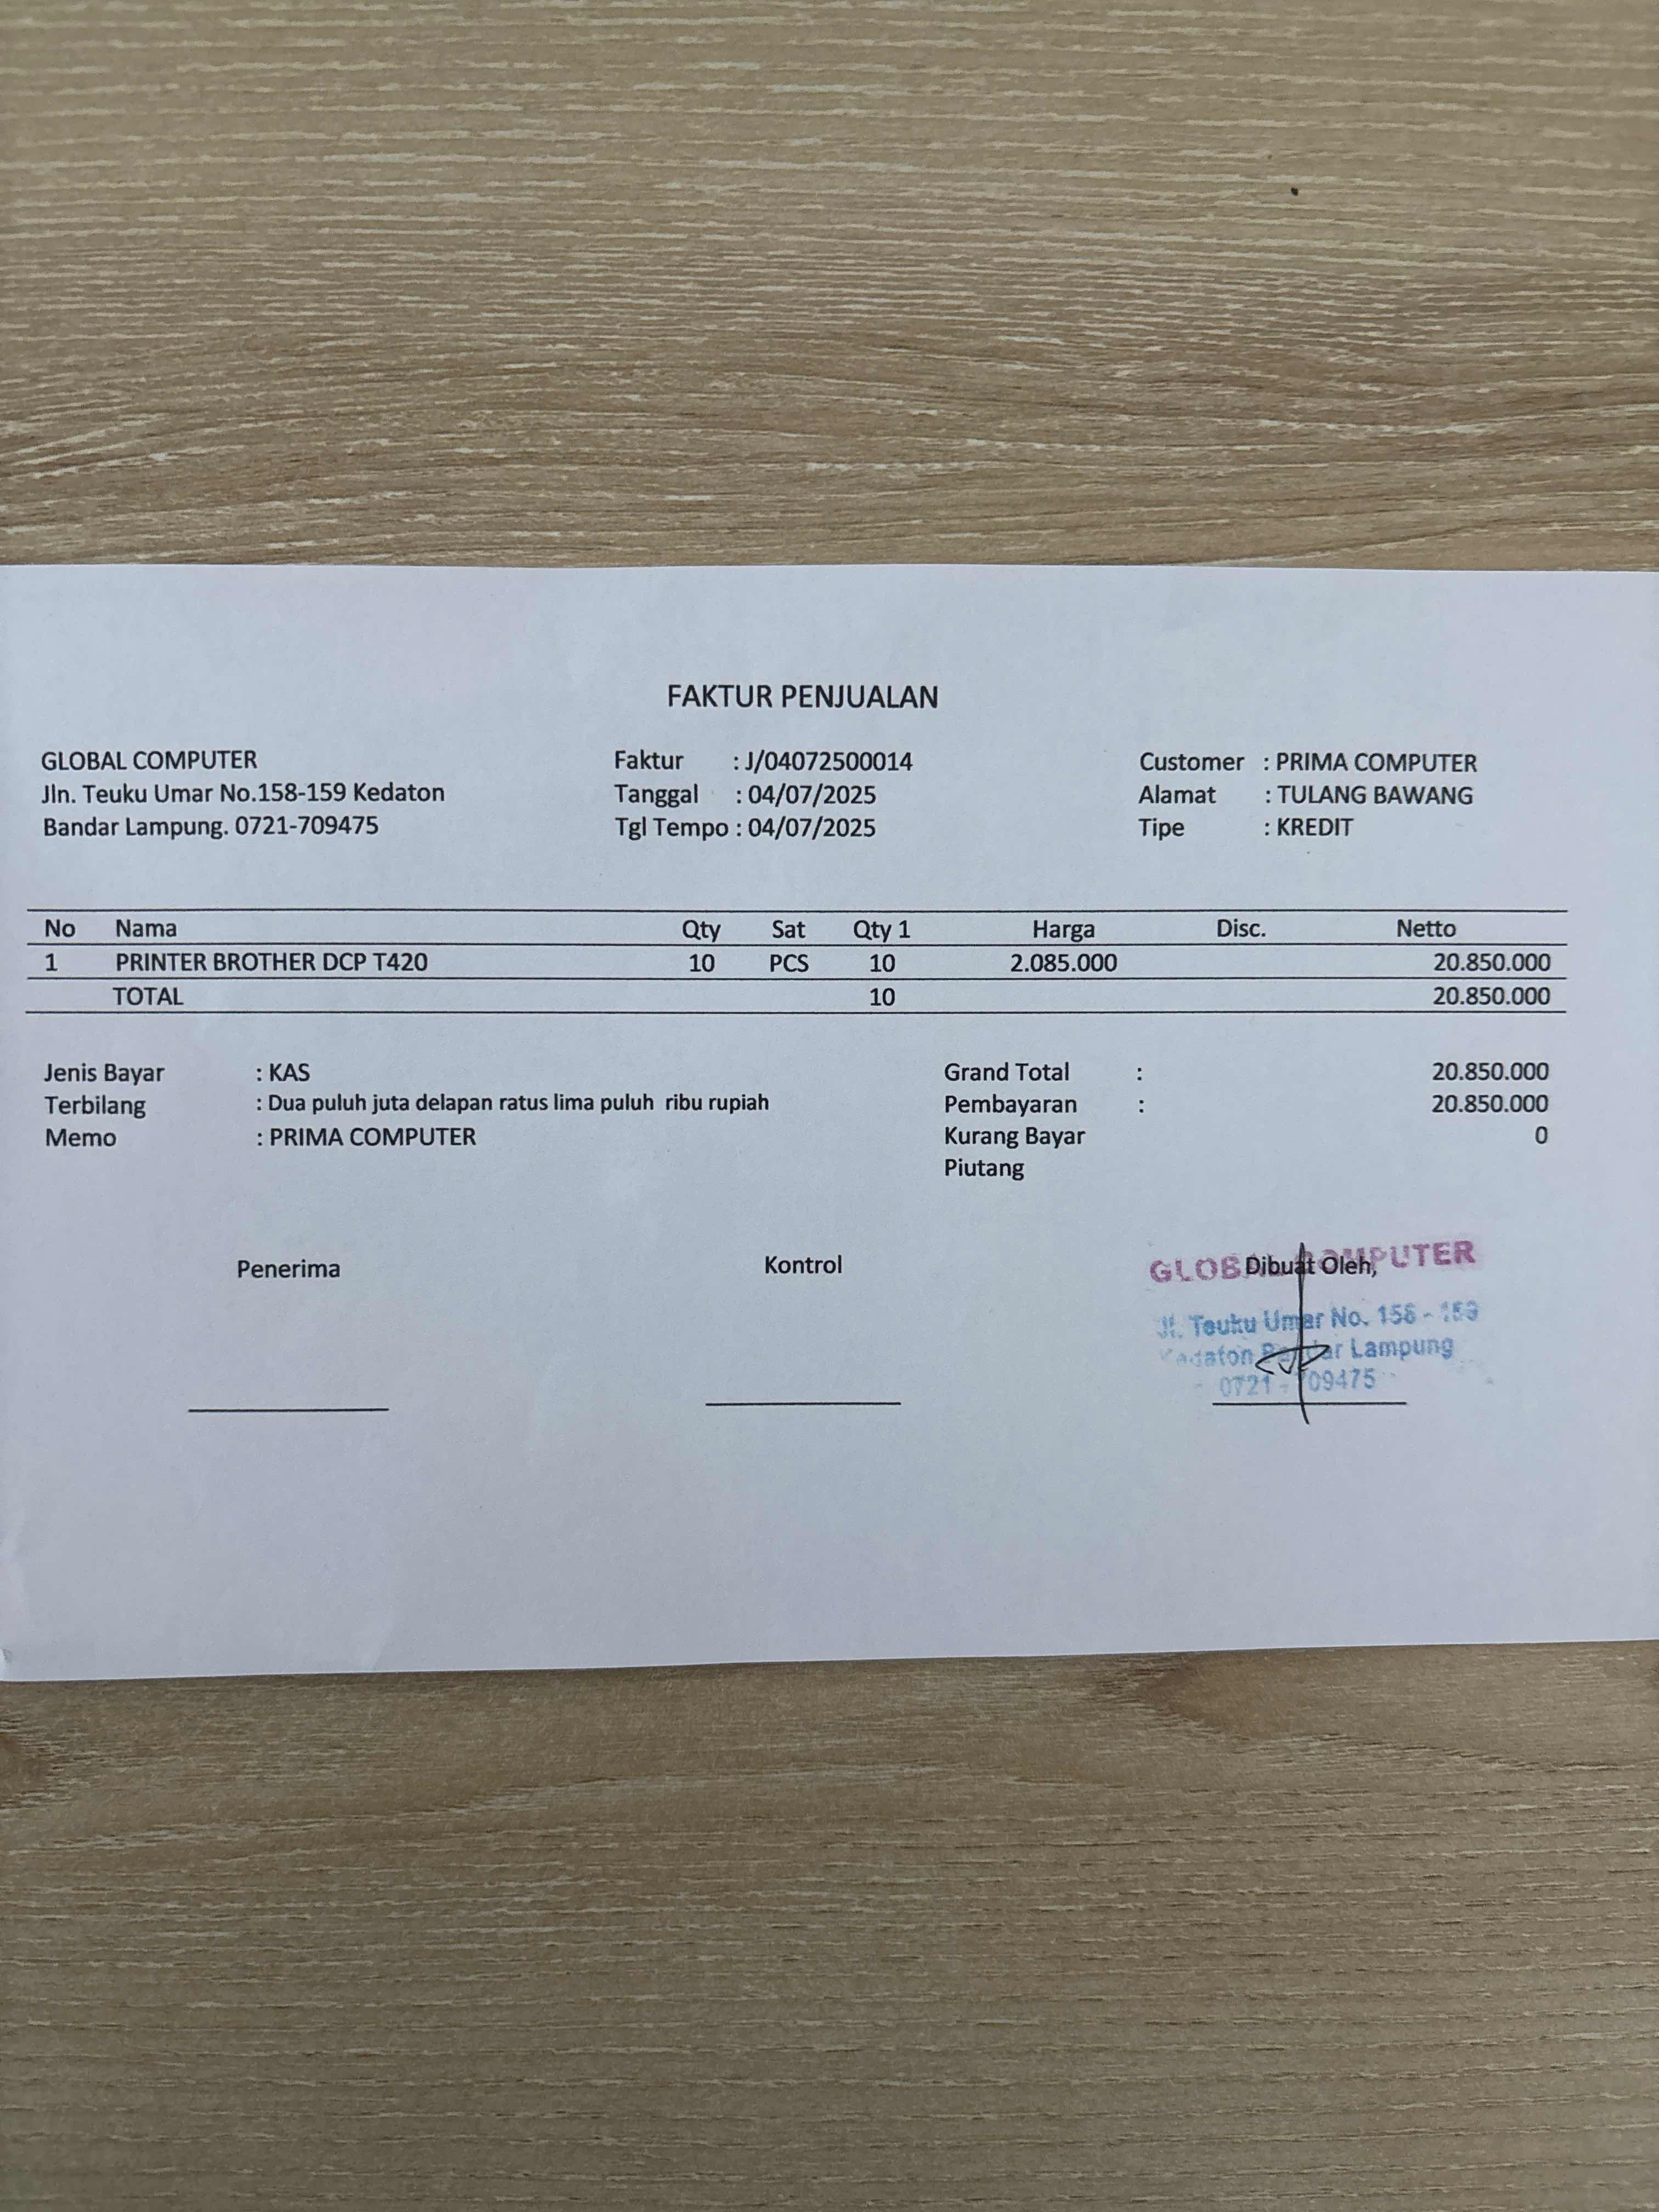 FAKTUR PENJUALAN
GLOBAL COMPUTER
Jln. Teuku Umar No.158-159 Kedaton
Bandar Lampung. 0721-709475
Faktur : J/04072500014
Tanggal : 04/07/2025
Tgl Tempo : 04/07/2025
Customer : PRIMA COMPUTER
Alamat : TULANG BAWANG
Tipe : KREDIT
No Nama Qty Sat Qty 1 Harga Disc. Netto
1 PRINTER BROTHER DCP T420 10 PCS 10 2.085.000 20.850.000
TOTAL 10 20.850.000
Jenis Bayar : KAS
Terbilang : Dua puluh juta delapan ratus lima puluh ribu rupiah
Memo : PRIMA COMPUTER
Grand Total : 20.850.000
Pembayaran : 20.850.000
Kurang Bayar 0
Piutang
Penerima
Kontrol
Dibuat Oleh,
GLOBAL COMPUTER
Jl. Teuku Umar No. 158 - 159
Kedaton Bandar Lampung
0721 - 709475